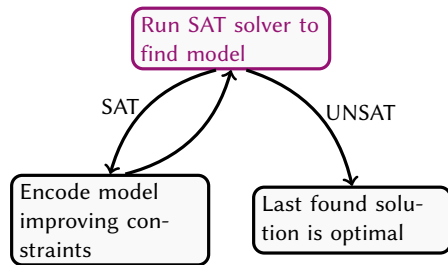 Run SAT solver to
find model
SAT
UNSAT
Encode model
improving con-
straints
Last found solu-
tion is optimal